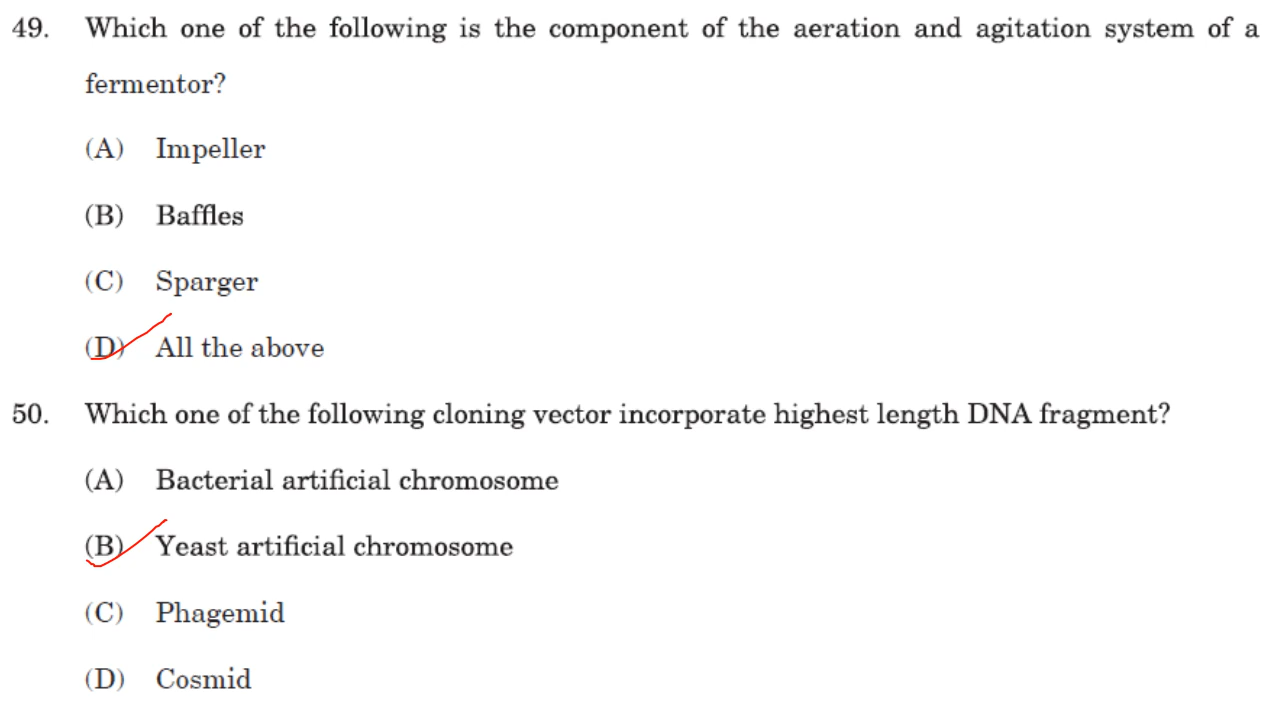 49. Which one of the following is the component of the aeration and agitation system of a
fermentor?
(A) Impeller
(B) Baffles
(C) Sparger
(D) All the above
50. Which one of the following cloning vector incorporate highest length DNA fragment?
(A) Bacterial artificial chromosome
(B) Yeast artificial chromosome
(C) Phagemid
(D) Cosmid